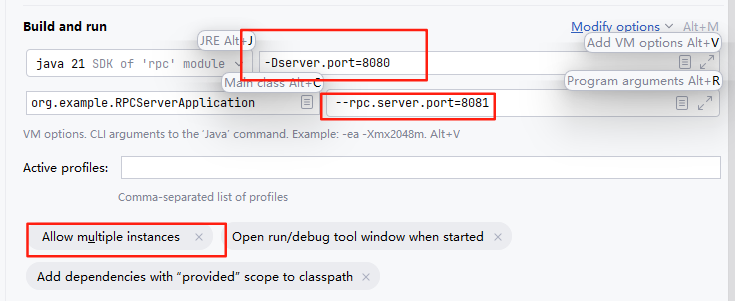 Build and run
Modify options Alt+M
JRE Alt+J
Add VM options Alt+V
java 21 SDK of 'rpc' module
-Dserver.port=8080
Main class Alt+C
Program arguments Alt+R
org.example.RPCServerApplication
--rpc.server.port=8081
VM options. CLI arguments to the 'Java' command. Example: -ea -Xmx2048m. Alt+V
Active profiles:
Comma-separated list of profiles
Allow multiple instances ×
Open run/debug tool window when started ×
Add dependencies with “provided” scope to classpath ×